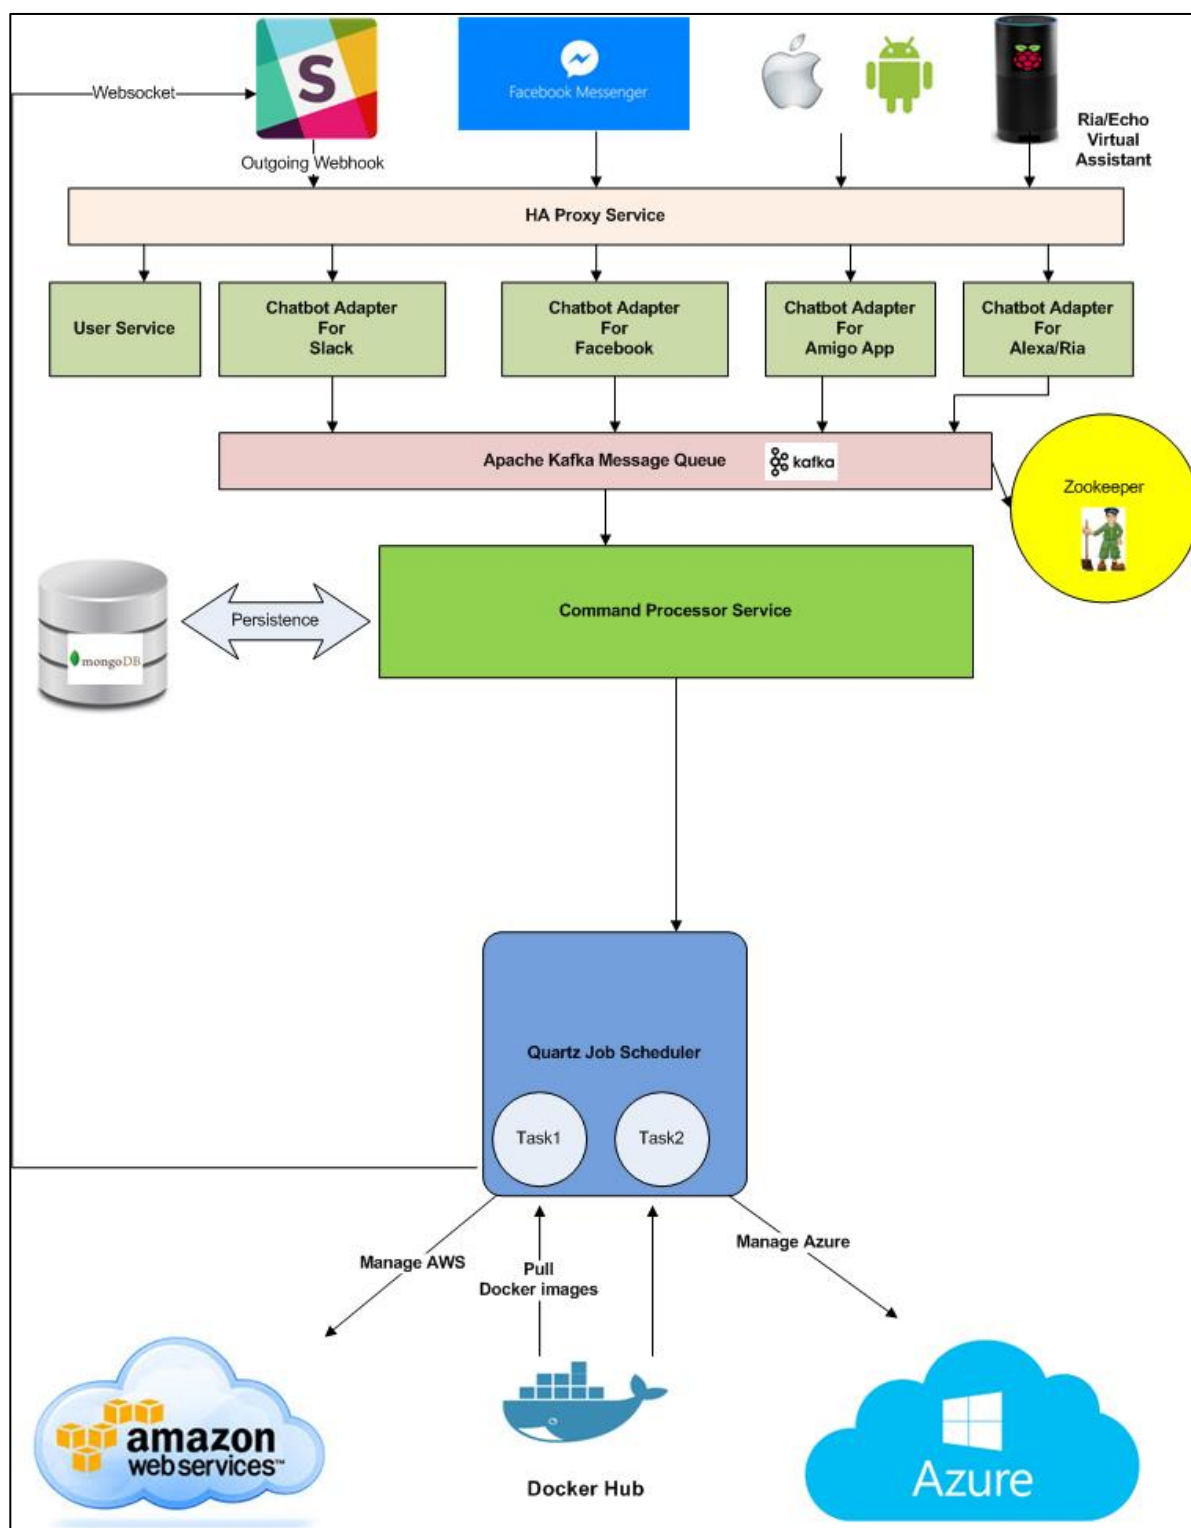 Websocket
S
Facebook Messenger
Outgoing Webhook
Ria/Echo
Virtual
Assistant
HA Proxy Service
User Service
Chatbot Adapter
For
Slack
Chatbot Adapter
For
Facebook
Chatbot Adapter
For
Amigo App
Chatbot Adapter
For
Alexa/Ria
Apache Kafka Message Queue
kafka
Zookeeper
mongoDB
Persistence
Command Processor Service
Quartz Job Scheduler
Task1
Task2
Manage AWS
Pull
Docker images
Manage Azure
amazon
webservices™
Docker Hub
Azure